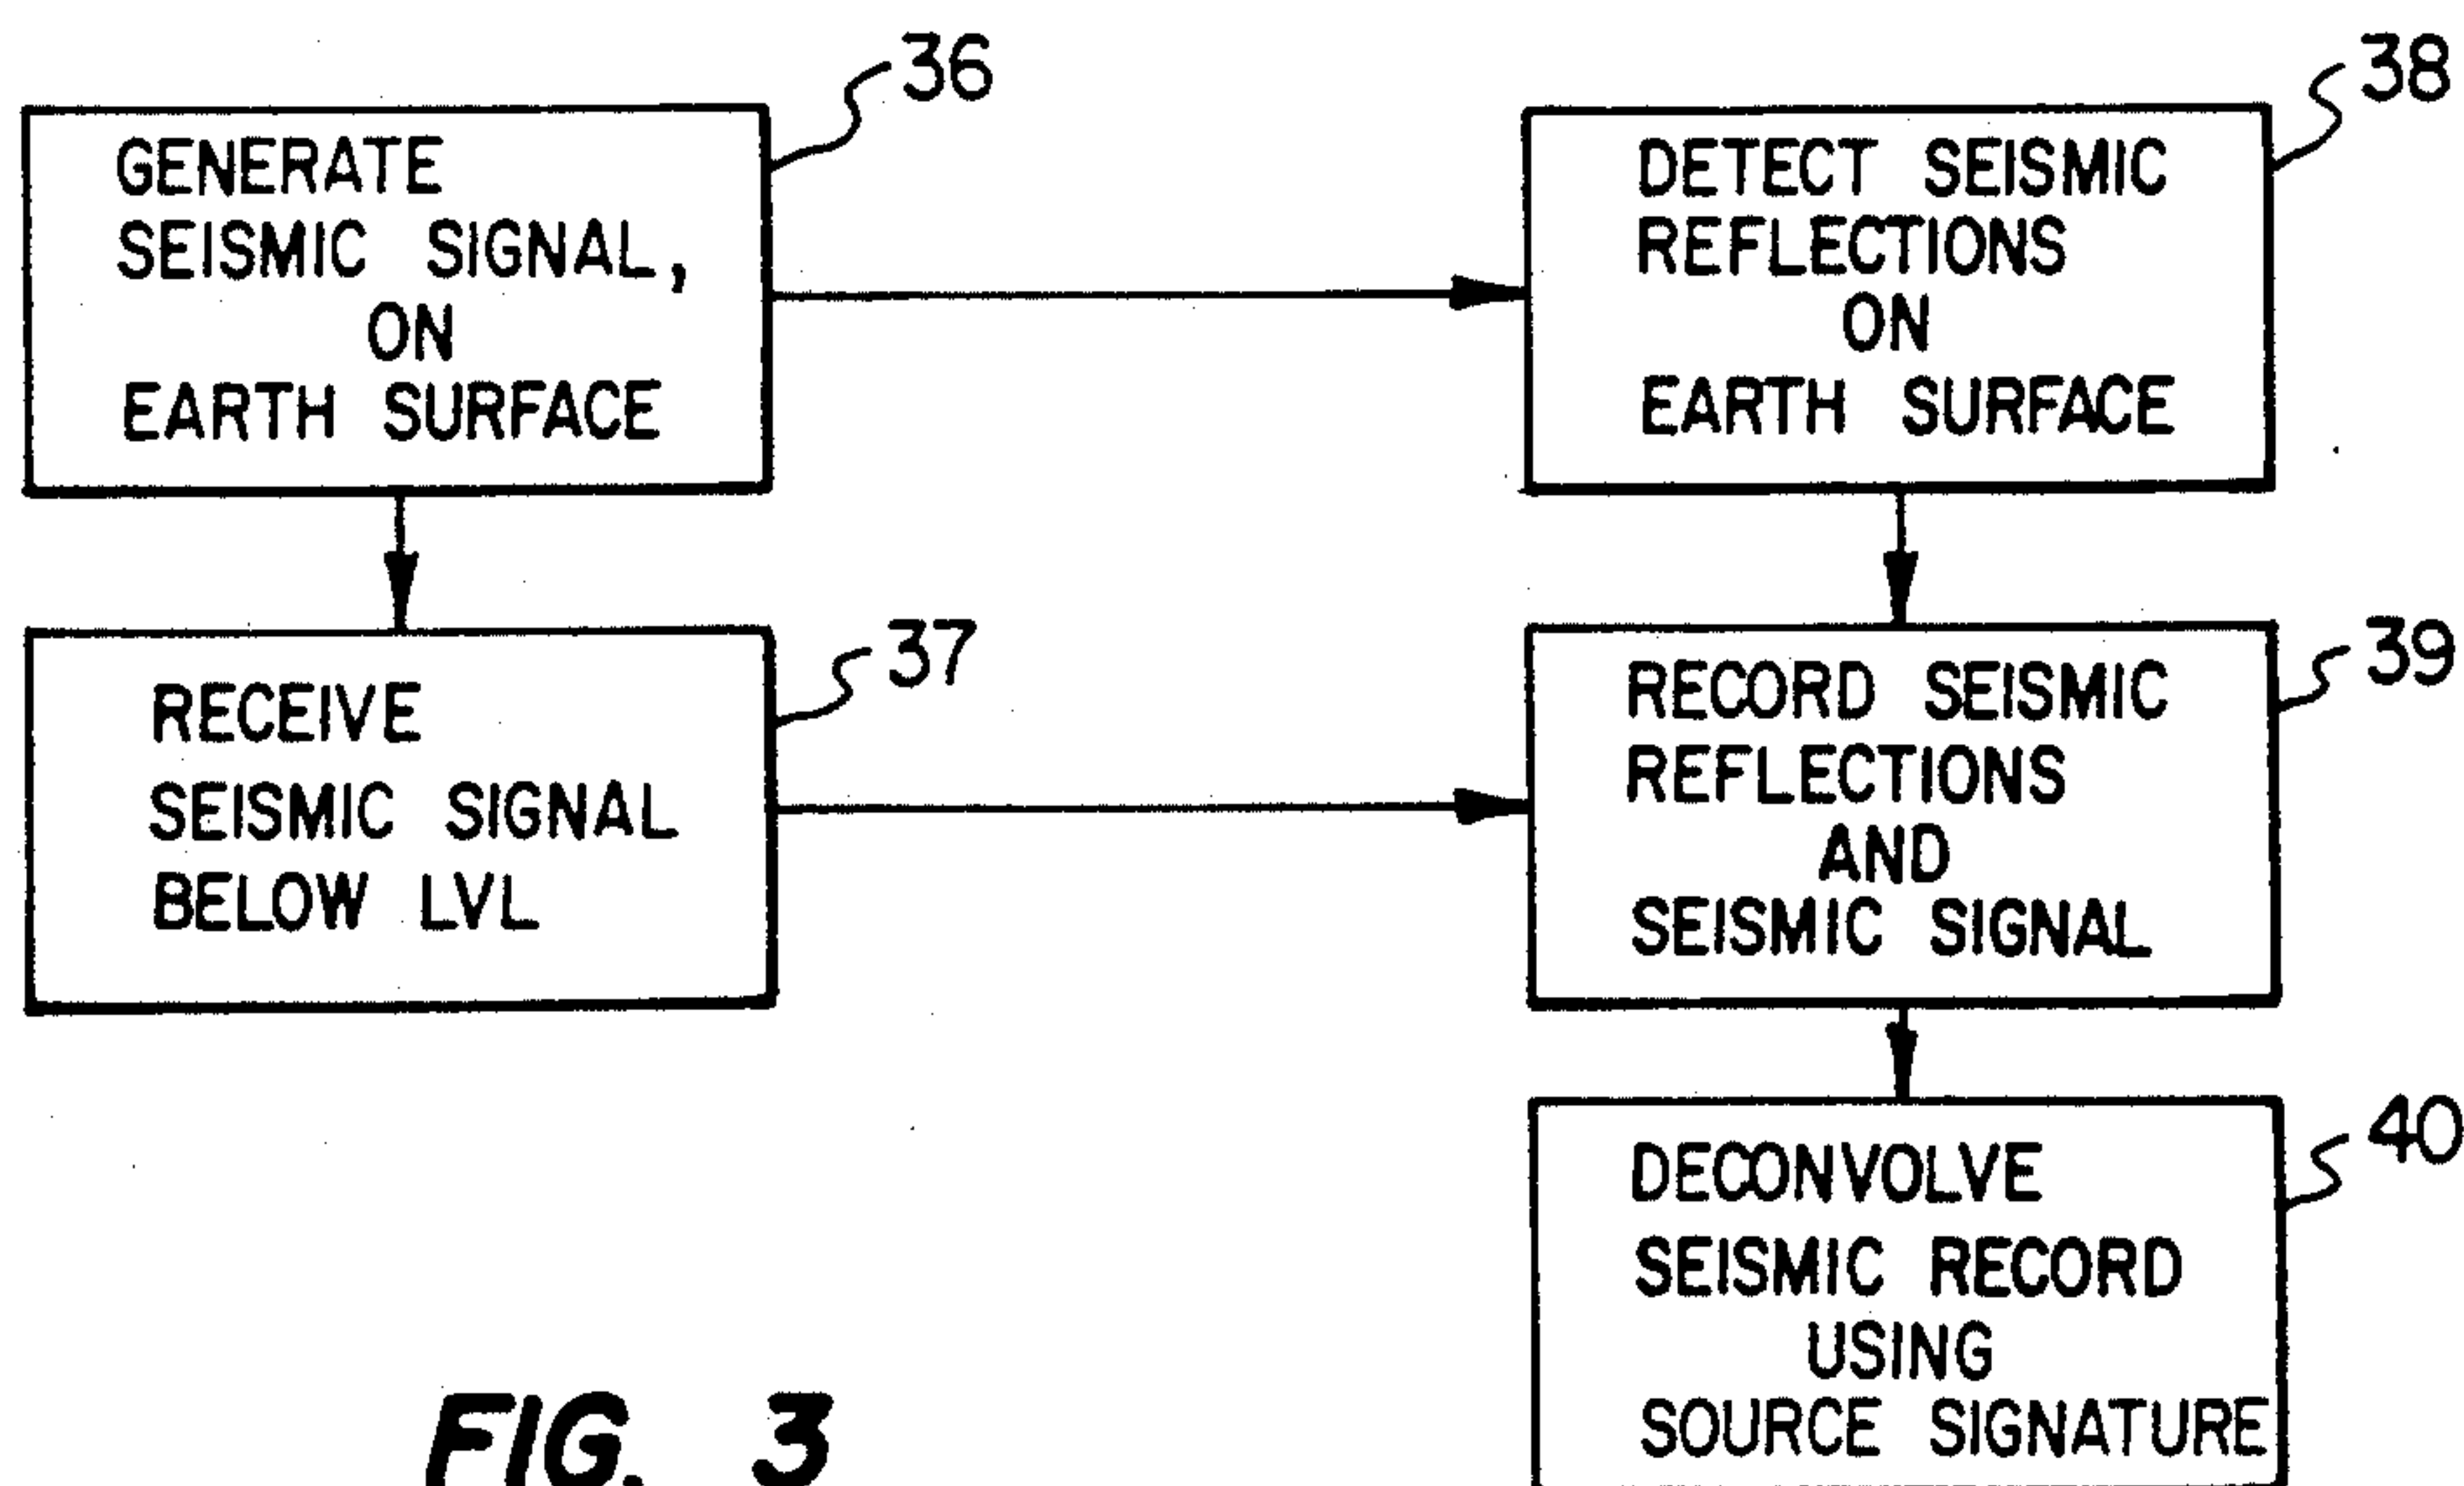 36
GENERATE
SEISMIC SIGNAL,
ON
EARTH SURFACE
38
DETECT SEISMIC
REFLECTIONS
ON
EARTH SURFACE
37
RECEIVE
SEISMIC SIGNAL
BELOW LVL
39
RECORD SEISMIC
REFLECTIONS
AND
SEISMIC SIGNAL
40
DECONVOLVE
SEISMIC RECORD
USING
SOURCE SIGNATURE
FIG. 3